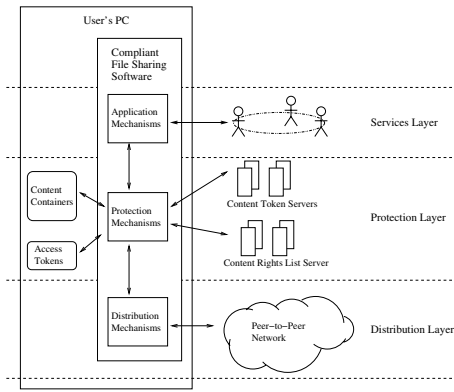 User's PC
Compliant
File Sharing
Software
Application
Mechanisms
Services Layer
Content
Containers
Protection
Mechanisms
Content Token Servers
Protection Layer
Access
Tokens
Content Rights List Server
Distribution
Mechanisms
Peer-to-Peer
Network
Distribution Layer